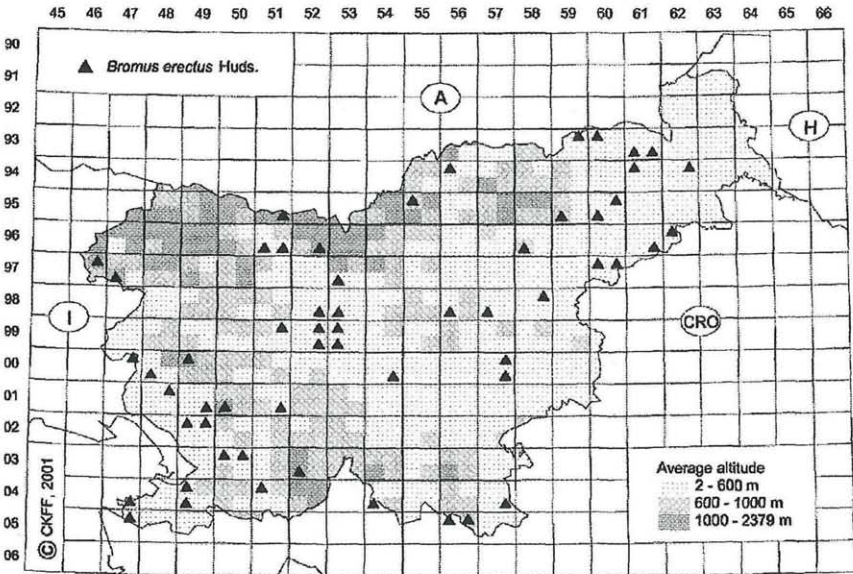 45 46 47 48 49 50 51 52 53 54 55 56 57 58 59 60 61 62 63 64 65 66
90
▲ Bromus erectus Huds.
91
A
92
93
H
94
95
96
97
98
I
CRO
99
00
01
02
03
Average altitude
2 - 600 m
04
600 - 1000 m
1000 - 2379 m
05
06
© CKFF, 2001